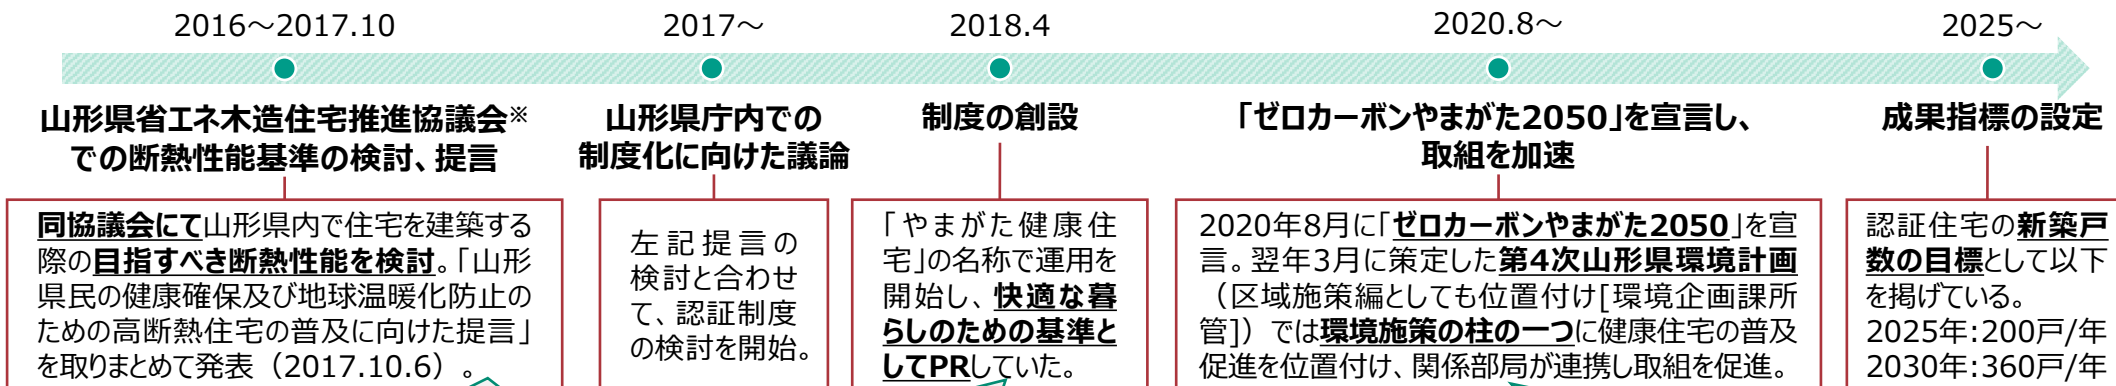 2016～2017.10
2017～
2018.4
2020.8～
2025～
山形県省エネ木造住宅推進協議会※
での断熱性能基準の検討、提言
山形県庁内での
制度化に向けた議論
制度の創設
「ゼロカーボンやまがた2050」を宣言し、
取組を加速
成果指標の設定
同協議会にて山形県内で住宅を建築する
際の目指すべき断熱性能を検討。「山形
県民の健康確保及び地球温暖化防止の
ための高断熱住宅の普及に向けた提言」
を取りまとめて発表（2017.10.6）。
左記提言の
検討と合わせ
て、認証制度
の検討を開始。
「やまがた健康住
宅」の名称で運用を
開始し、快適な暮
らしのための基準と
してPRしていた。
2020年8月に「ゼロカーボンやまがた2050」を宣
言。翌年3月に策定した第4次山形県環境計画
（区域施策編としても位置付け[環境企画課所
管]）では環境施策の柱の一つに健康住宅の普及
促進を位置付け、関係部局が連携し取組を促進。
認証住宅の新築戸
数の目標として以下
を掲げている。
2025年:200戸/年
2030年:360戸/年